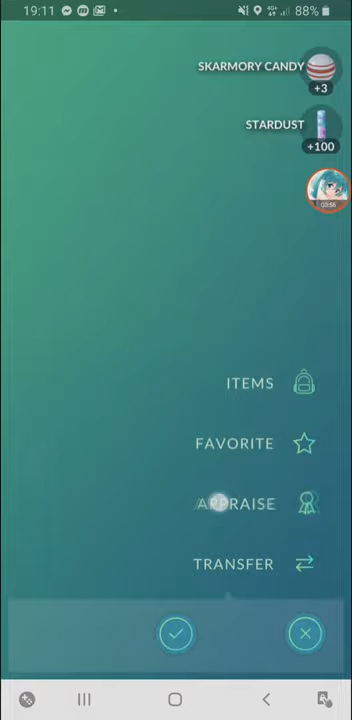 19:11
88%
SKARMORY CANDY
+3
STARDUST
+100
ITEMS
FAVORITE
APPRAISE
TRANSFER